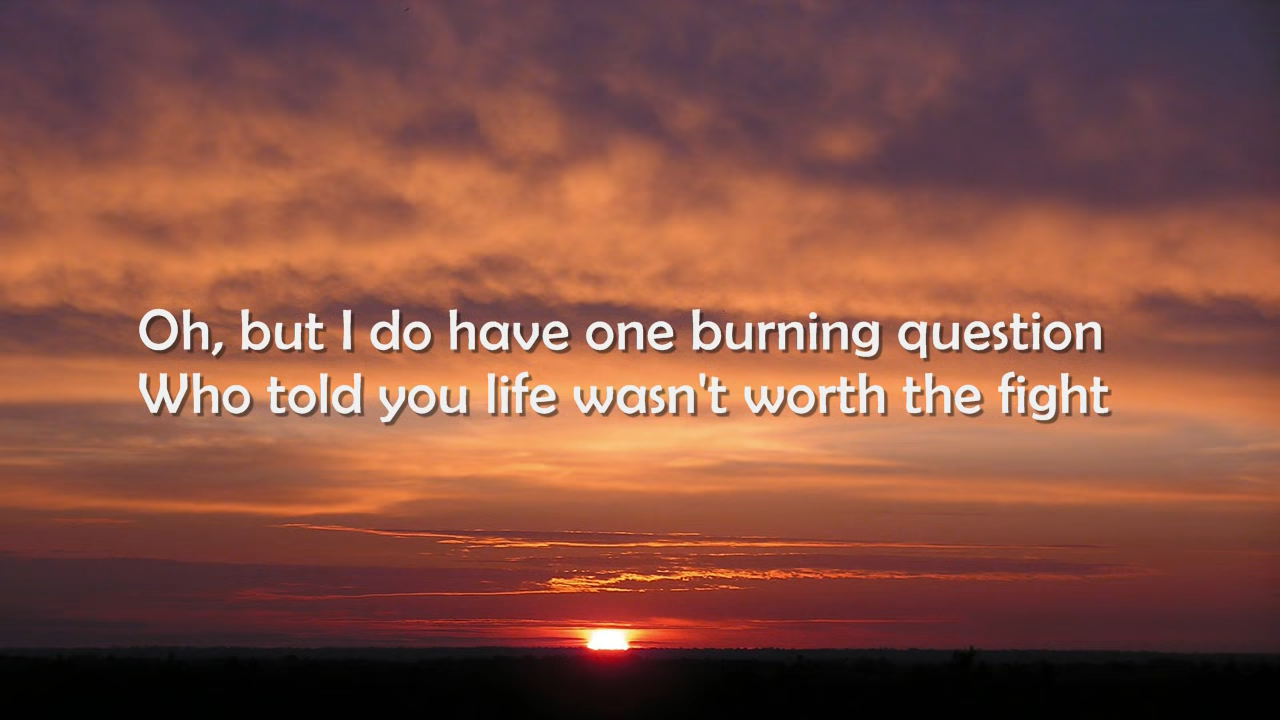 Oh, but I do have one burning question
Who told you life wasn't worth the fight